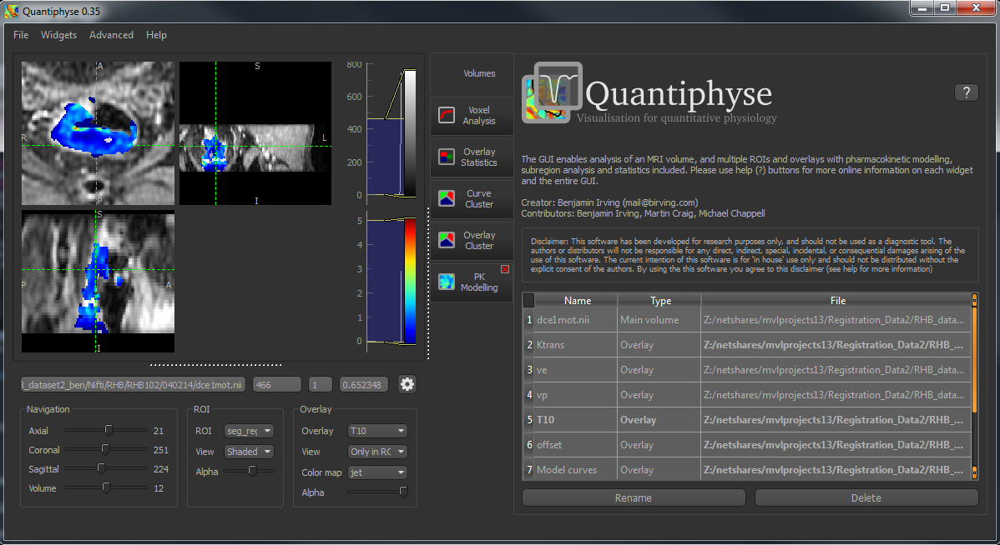 Quantiphyse 0.35
File Widgets Advanced Help
A
R
P
S
L
I
S
P
A
I
800
600
400
200
0
5
4
3
2
1
0
Volumes
Voxel
Analysis
Overlay
Statistics
Curve
Cluster
Overlay
Cluster
PK
Modelling
Quantiphyse
Visualisation for quantitative physiology
?
The GUI enables analysis of an MRI volume, and multiple ROIs and overlays with pharmacokinetic modelling,
subregion analysis and statistics included. Please use help (?) buttons for more online information on each widget
and the entire GUI.
Creator: Benjamin Irving (mail@birving.com)
Contributors: Benjamin Irving, Martin Craig, Michael Chappell
Disclaimer: This software has been developed for research purposes only, and should not be used as a diagnostic tool. The
authors or distributors will not be responsible for any direct, indirect, special, incidental, or consequential damages arising of the
use of this software. The current intention of this software is for 'in house' use only and should not be distributed without the
explicit consent of the authors. By using the this software you agree to this disclaimer (see help for more information)
Name Type File
1 dce1mot.nii Main volume Z:/netshares/mvlprojects13/Registration_Data2/RHB_data...
2 Ktrans Overlay Z:/netshares/mvlprojects13/Registration_Data2/RHB_...
3 ve Overlay Z:/netshares/mvlprojects13/Registration_Data2/RHB_data...
4 vp Overlay Z:/netshares/mvlprojects13/Registration_Data2/RHB_data...
5 T10 Overlay Z:/netshares/mvlprojects13/Registration_Data2/RHB_...
6 offset Overlay Z:/netshares/mvlprojects13/Registration_Data2/RHB_...
7 Model curves Overlay Z:/netshares/mvlprojects13/Registration_Data2/RHB_...
Rename Delete
_dataset2_ben/Nifti/RHB/RHB102/040214/dce1mot.nii 466 1 0.652348
Navigation
Axial 21
Coronal 251
Sagittal 224
Volume 12
ROI
ROI seg_re
View Shaded
Alpha
Overlay
Overlay T10
View Only in RO
Color map jet
Alpha